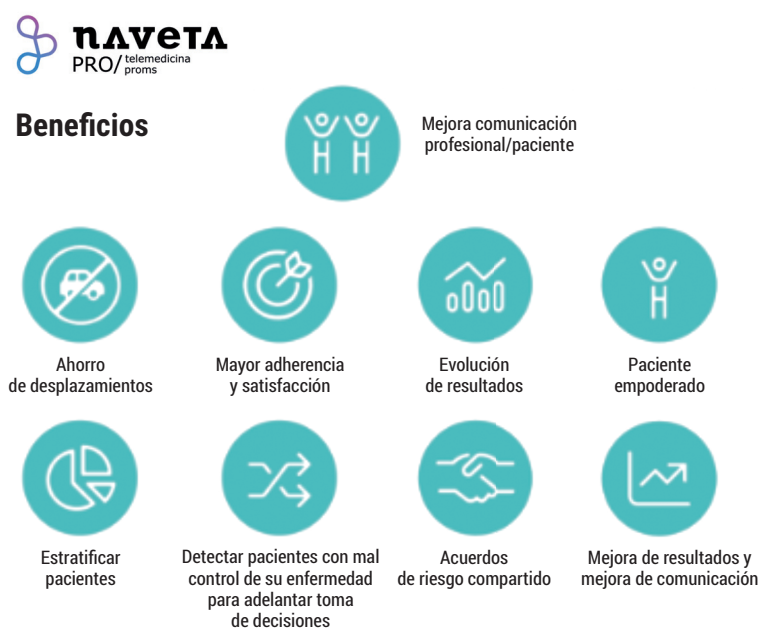 naveta
PRO/ telemedicina
proms
Beneficios
Mejora comunicación
profesional/paciente
Ahorro
de desplazamientos
Mayor adherencia
y satisfacción
Evolución
de resultados
Paciente
empoderado
Estratificar
pacientes
Detectar pacientes con mal
control de su enfermedad
para adelantar toma
de decisiones
Acuerdos
de riesgo compartido
Mejora de resultados y
mejora de comunicación